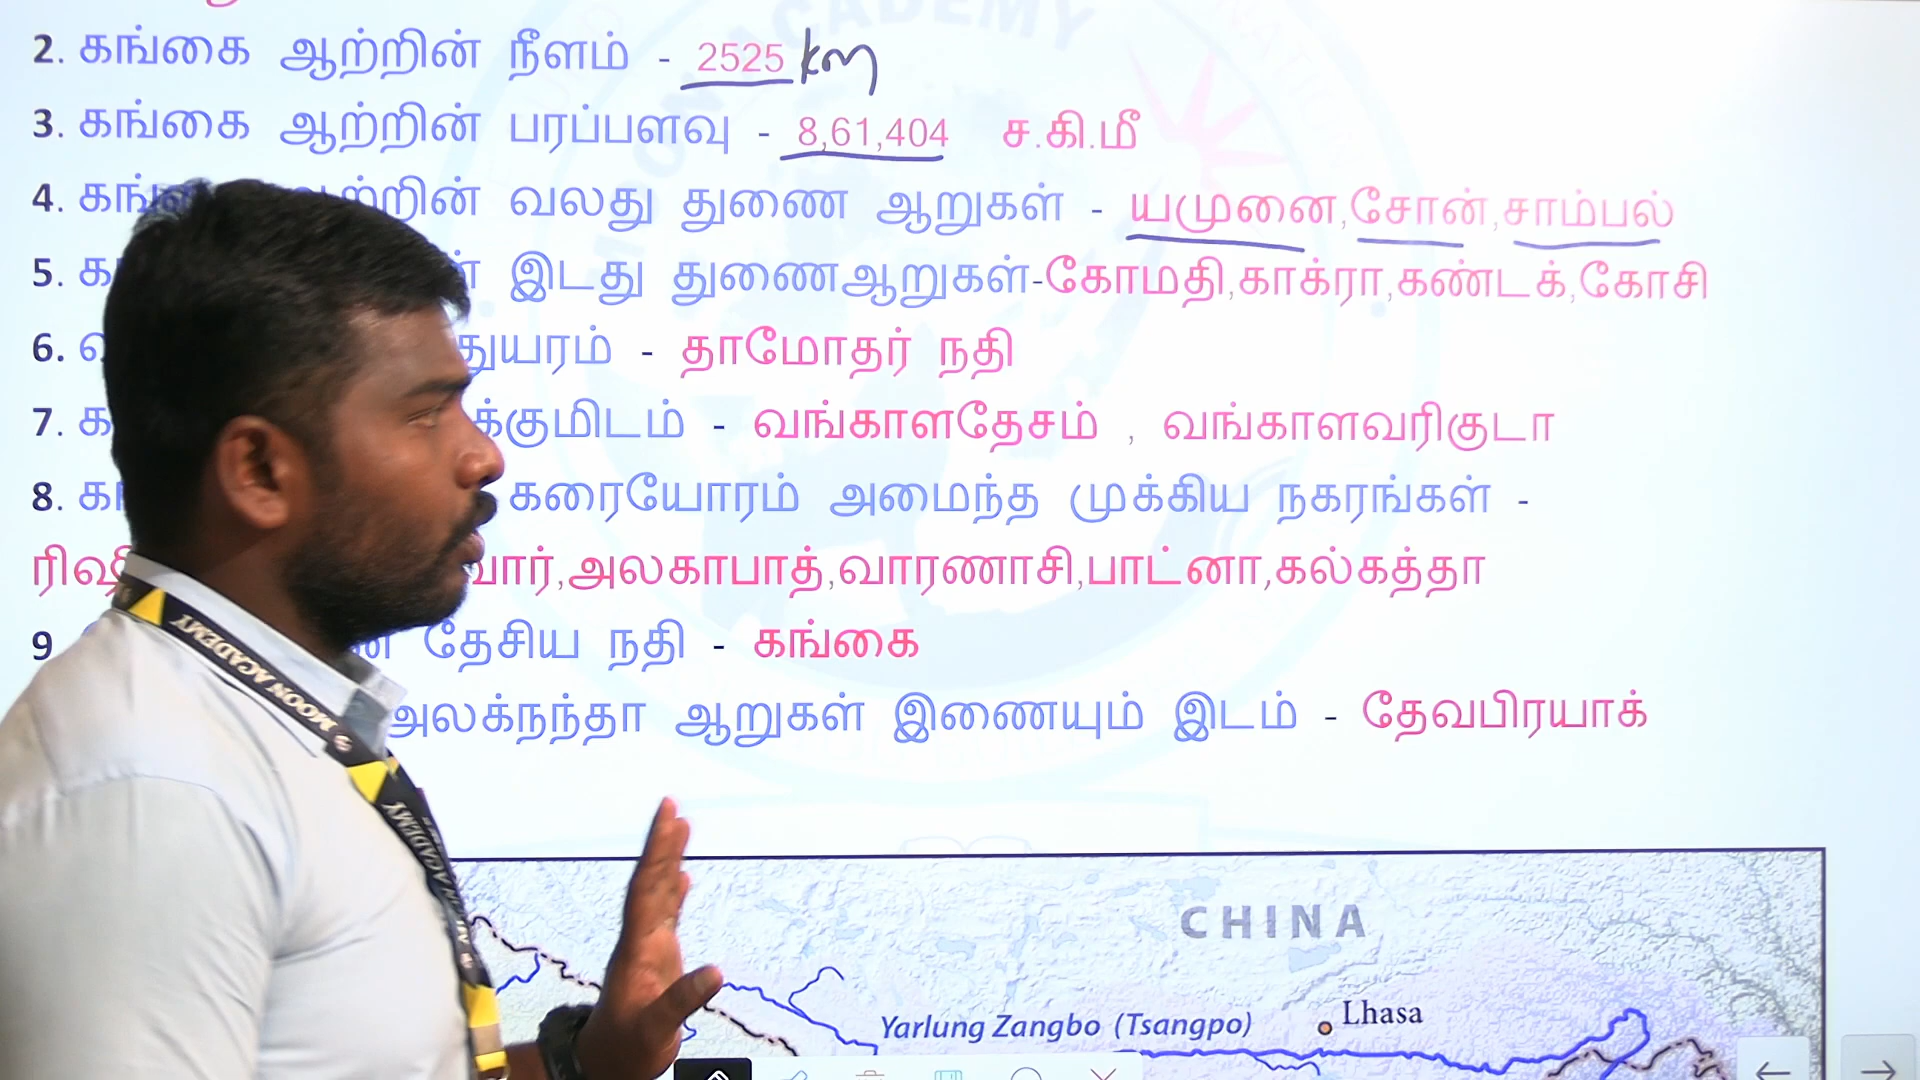 2. கங்கை ஆற்றின் நீளம் - 2525 km
3. கங்கை ஆற்றின் பரப்பளவு - 8,61,404 ச.கி.மீ
4. வலது துணை ஆறுகள் - யமுனை,சோன்,சாம்பல்
5. இடது துணைஆறுகள்-கோமதி,காக்ரா,கண்டக்,கோசி
6. துயரம் - தாமோதர் நதி
7. - வங்காளதேசம் , வங்காளவரிகுடா
8. கரையோரம் அமைந்த முக்கிய நகரங்கள் -
அலகாபாத்,வாரணாசி,பாட்னா,கல்கத்தா
9 தேசிய நதி - கங்கை
அலக்நந்தா ஆறுகள் இணையும் இடம் - தேவபிரயாக்
MOON ACADEMY
CHINA
Lhasa
Yarlung Zangbo (Tsangpo)